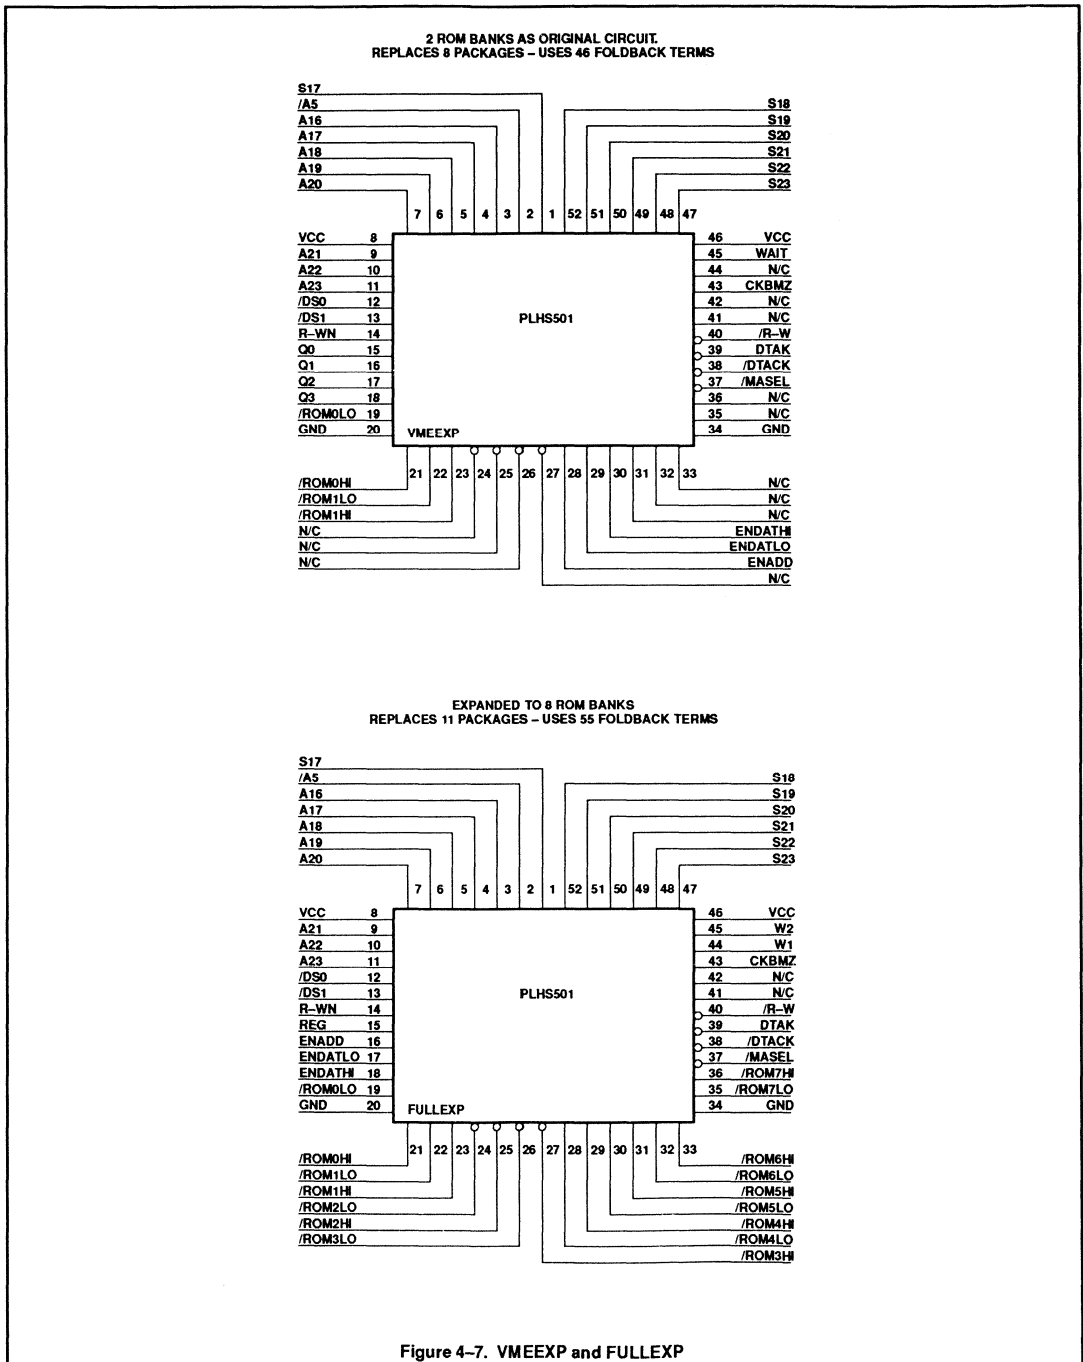 2 ROM BANKS AS ORIGINAL CIRCUIT.
REPLACES 8 PACKAGES – USES 46 FOLDBACK TERMS
S17
/A5
A16
A17
A18
A19
A20
S18
S19
S20
S21
S22
S23
7 6 5 4 3 2 1 52 51 50 49 48 47
VCC 8
A21 9
A22 10
A23 11
/DS0 12
/DS1 13
R–WN 14
Q0 15
Q1 16
Q2 17
Q3 18
/ROM0LO 19
GND 20
PLHS501
VMEEXP
46 VCC
45 WAIT
44 N/C
43 CKBMZ
42 N/C
41 N/C
40 /R–W
39 DTAK
38 /DTACK
37 /MASEL
36 N/C
35 N/C
34 GND
21 22 23 24 25 26 27 28 29 30 31 32 33
/ROM0HI
/ROM1LO
/ROM1HI
N/C
N/C
N/C
N/C
N/C
N/C
ENDATHI
ENDATLO
ENADD
N/C
EXPANDED TO 8 ROM BANKS
REPLACES 11 PACKAGES – USES 55 FOLDBACK TERMS
S17
/A5
A16
A17
A18
A19
A20
S18
S19
S20
S21
S22
S23
7 6 5 4 3 2 1 52 51 50 49 48 47
VCC 8
A21 9
A22 10
A23 11
/DS0 12
/DS1 13
R–WN 14
REG 15
ENADD 16
ENDATLO 17
ENDATHI 18
/ROM0LO 19
GND 20
PLHS501
FULLEXP
46 VCC
45 W2
44 W1
43 CKBMZ
42 N/C
41 N/C
40 /R–W
39 DTAK
38 /DTACK
37 /MASEL
36 /ROM7HI
35 /ROM7LO
34 GND
21 22 23 24 25 26 27 28 29 30 31 32 33
/ROM0HI
/ROM1LO
/ROM1HI
/ROM2LO
/ROM2HI
/ROM3LO
/ROM6HI
/ROM6LO
/ROM5HI
/ROM5LO
/ROM4HI
/ROM4LO
/ROM3HI
Figure 4–7. VMEEXP and FULLEXP